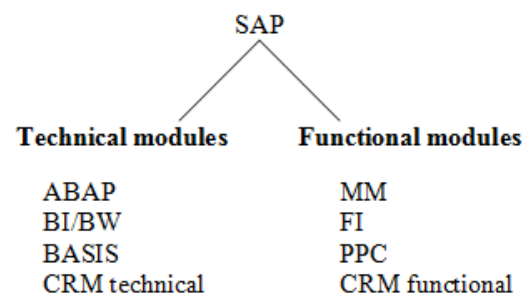 SAP
Technical modules
Functional modules
ABAP
BI/BW
BASIS
CRM technical
MM
FI
PPC
CRM functional